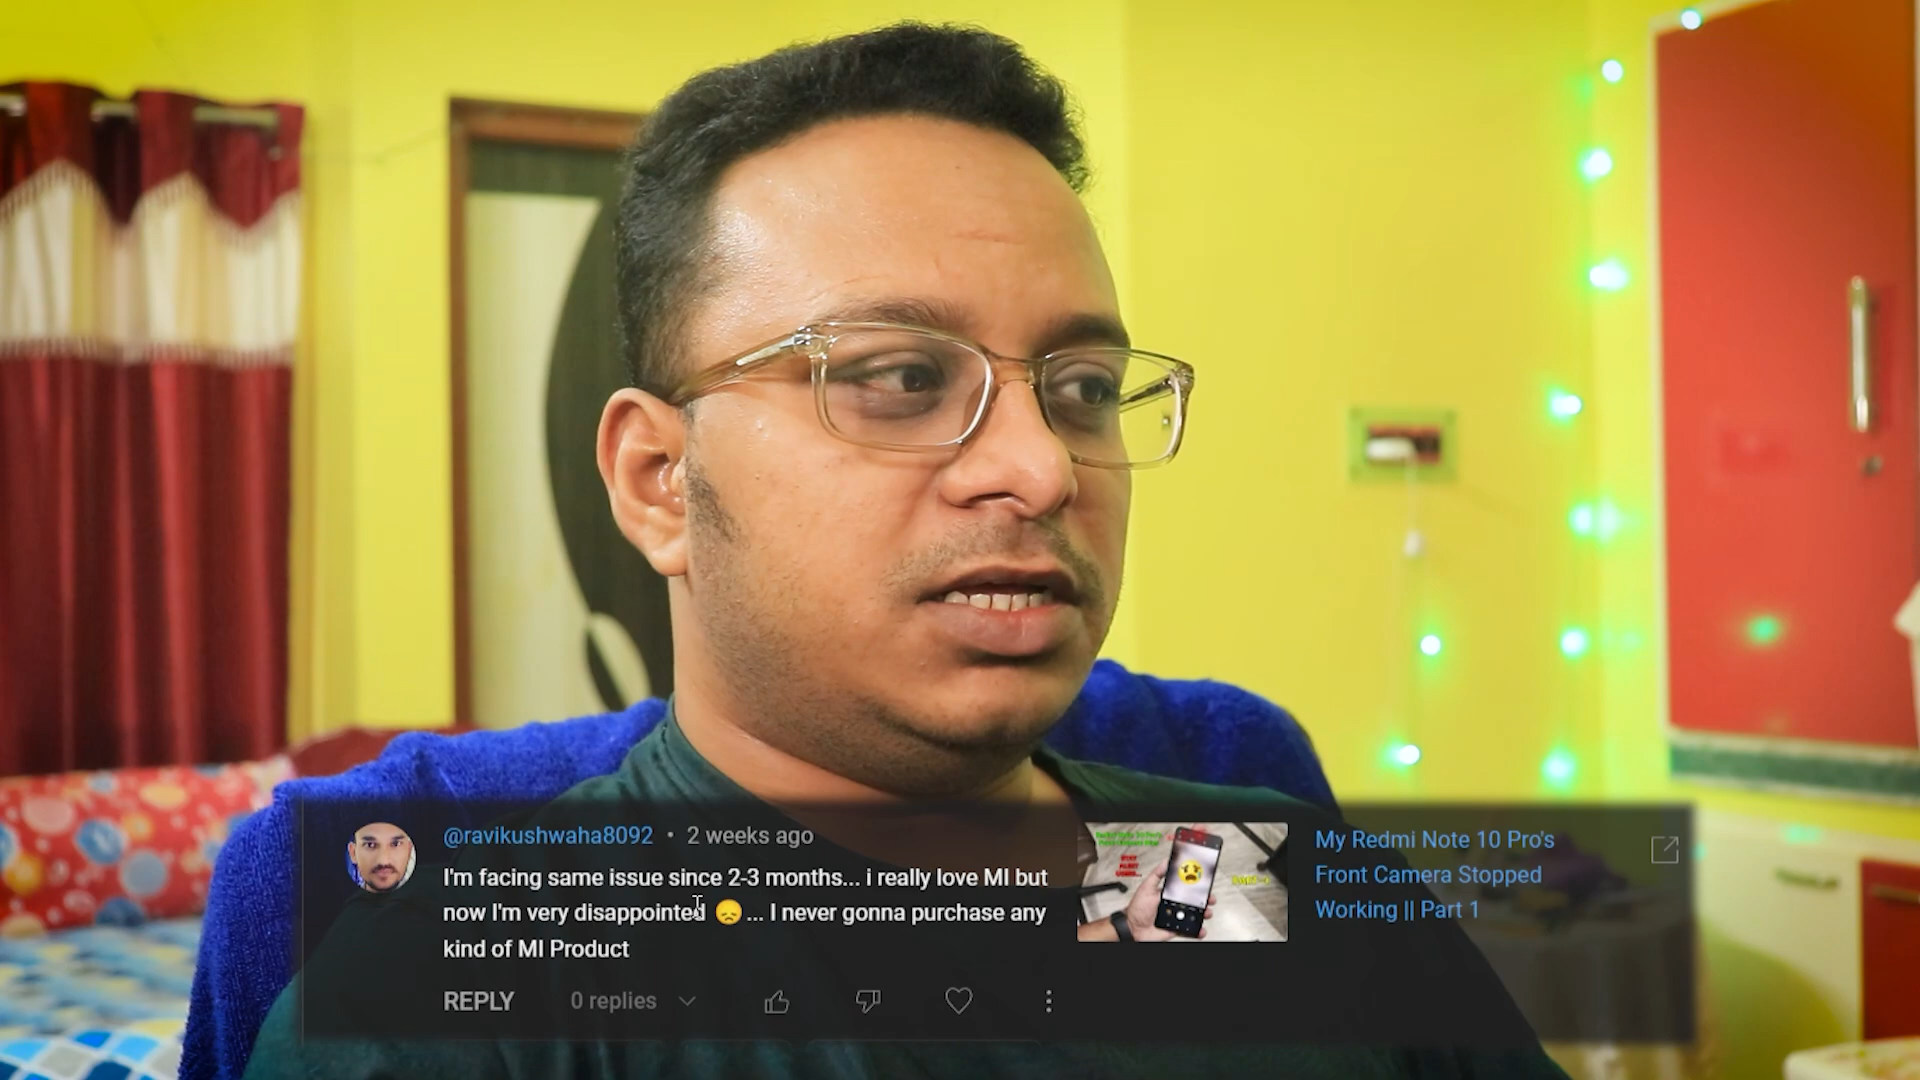 @ravikushwaha8092 • 2 weeks ago
I'm facing same issue since 2-3 months... i really love MI but
now I'm very disappointed 😞... I never gonna purchase any
kind of MI Product
REPLY 0 replies
My Redmi Note 10 Pro's
Front Camera Stopped
Working || Part 1